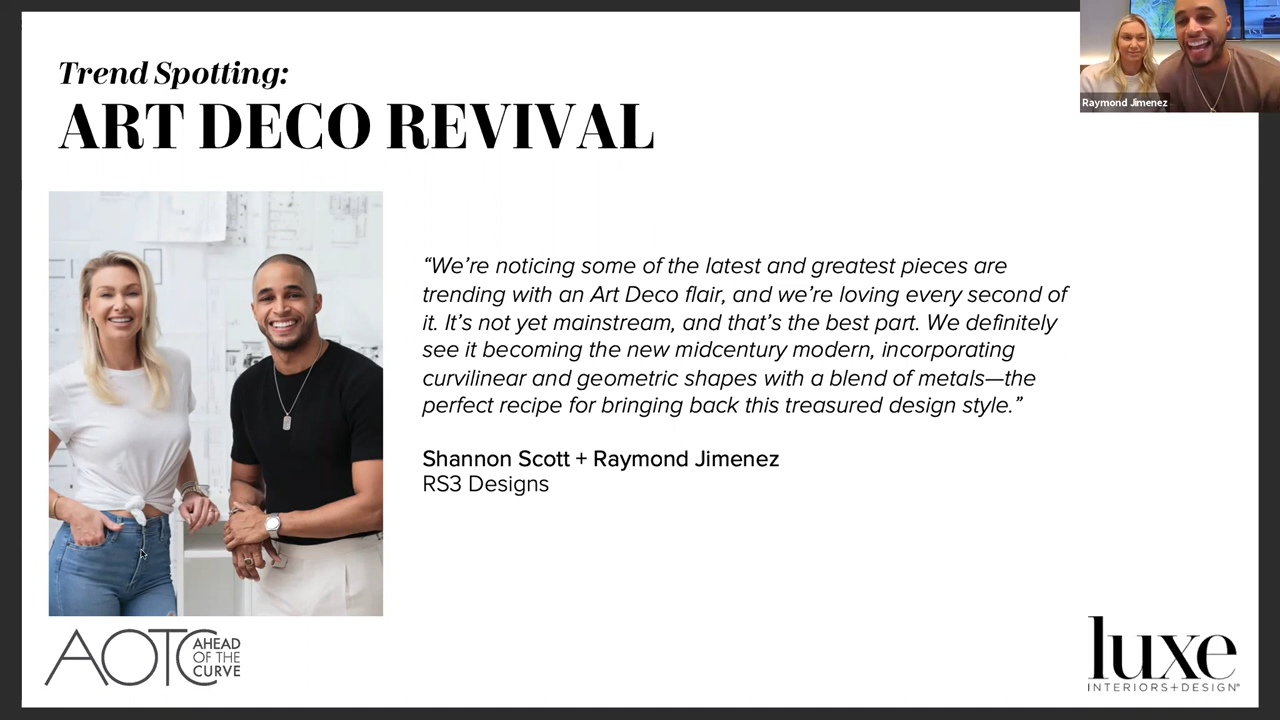 Trend Spotting:
ART DECO REVIVAL
Raymond Jimenez
“We’re noticing some of the latest and greatest pieces are
trending with an Art Deco flair, and we’re loving every second of
it. It’s not yet mainstream, and that’s the best part. We definitely
see it becoming the new midcentury modern, incorporating
curvilinear and geometric shapes with a blend of metals—the
perfect recipe for bringing back this treasured design style.”
Shannon Scott + Raymond Jimenez
RS3 Designs
AOTC AHEAD
OF THE
CURVE
luxe
INTERIORS+DESIGN®